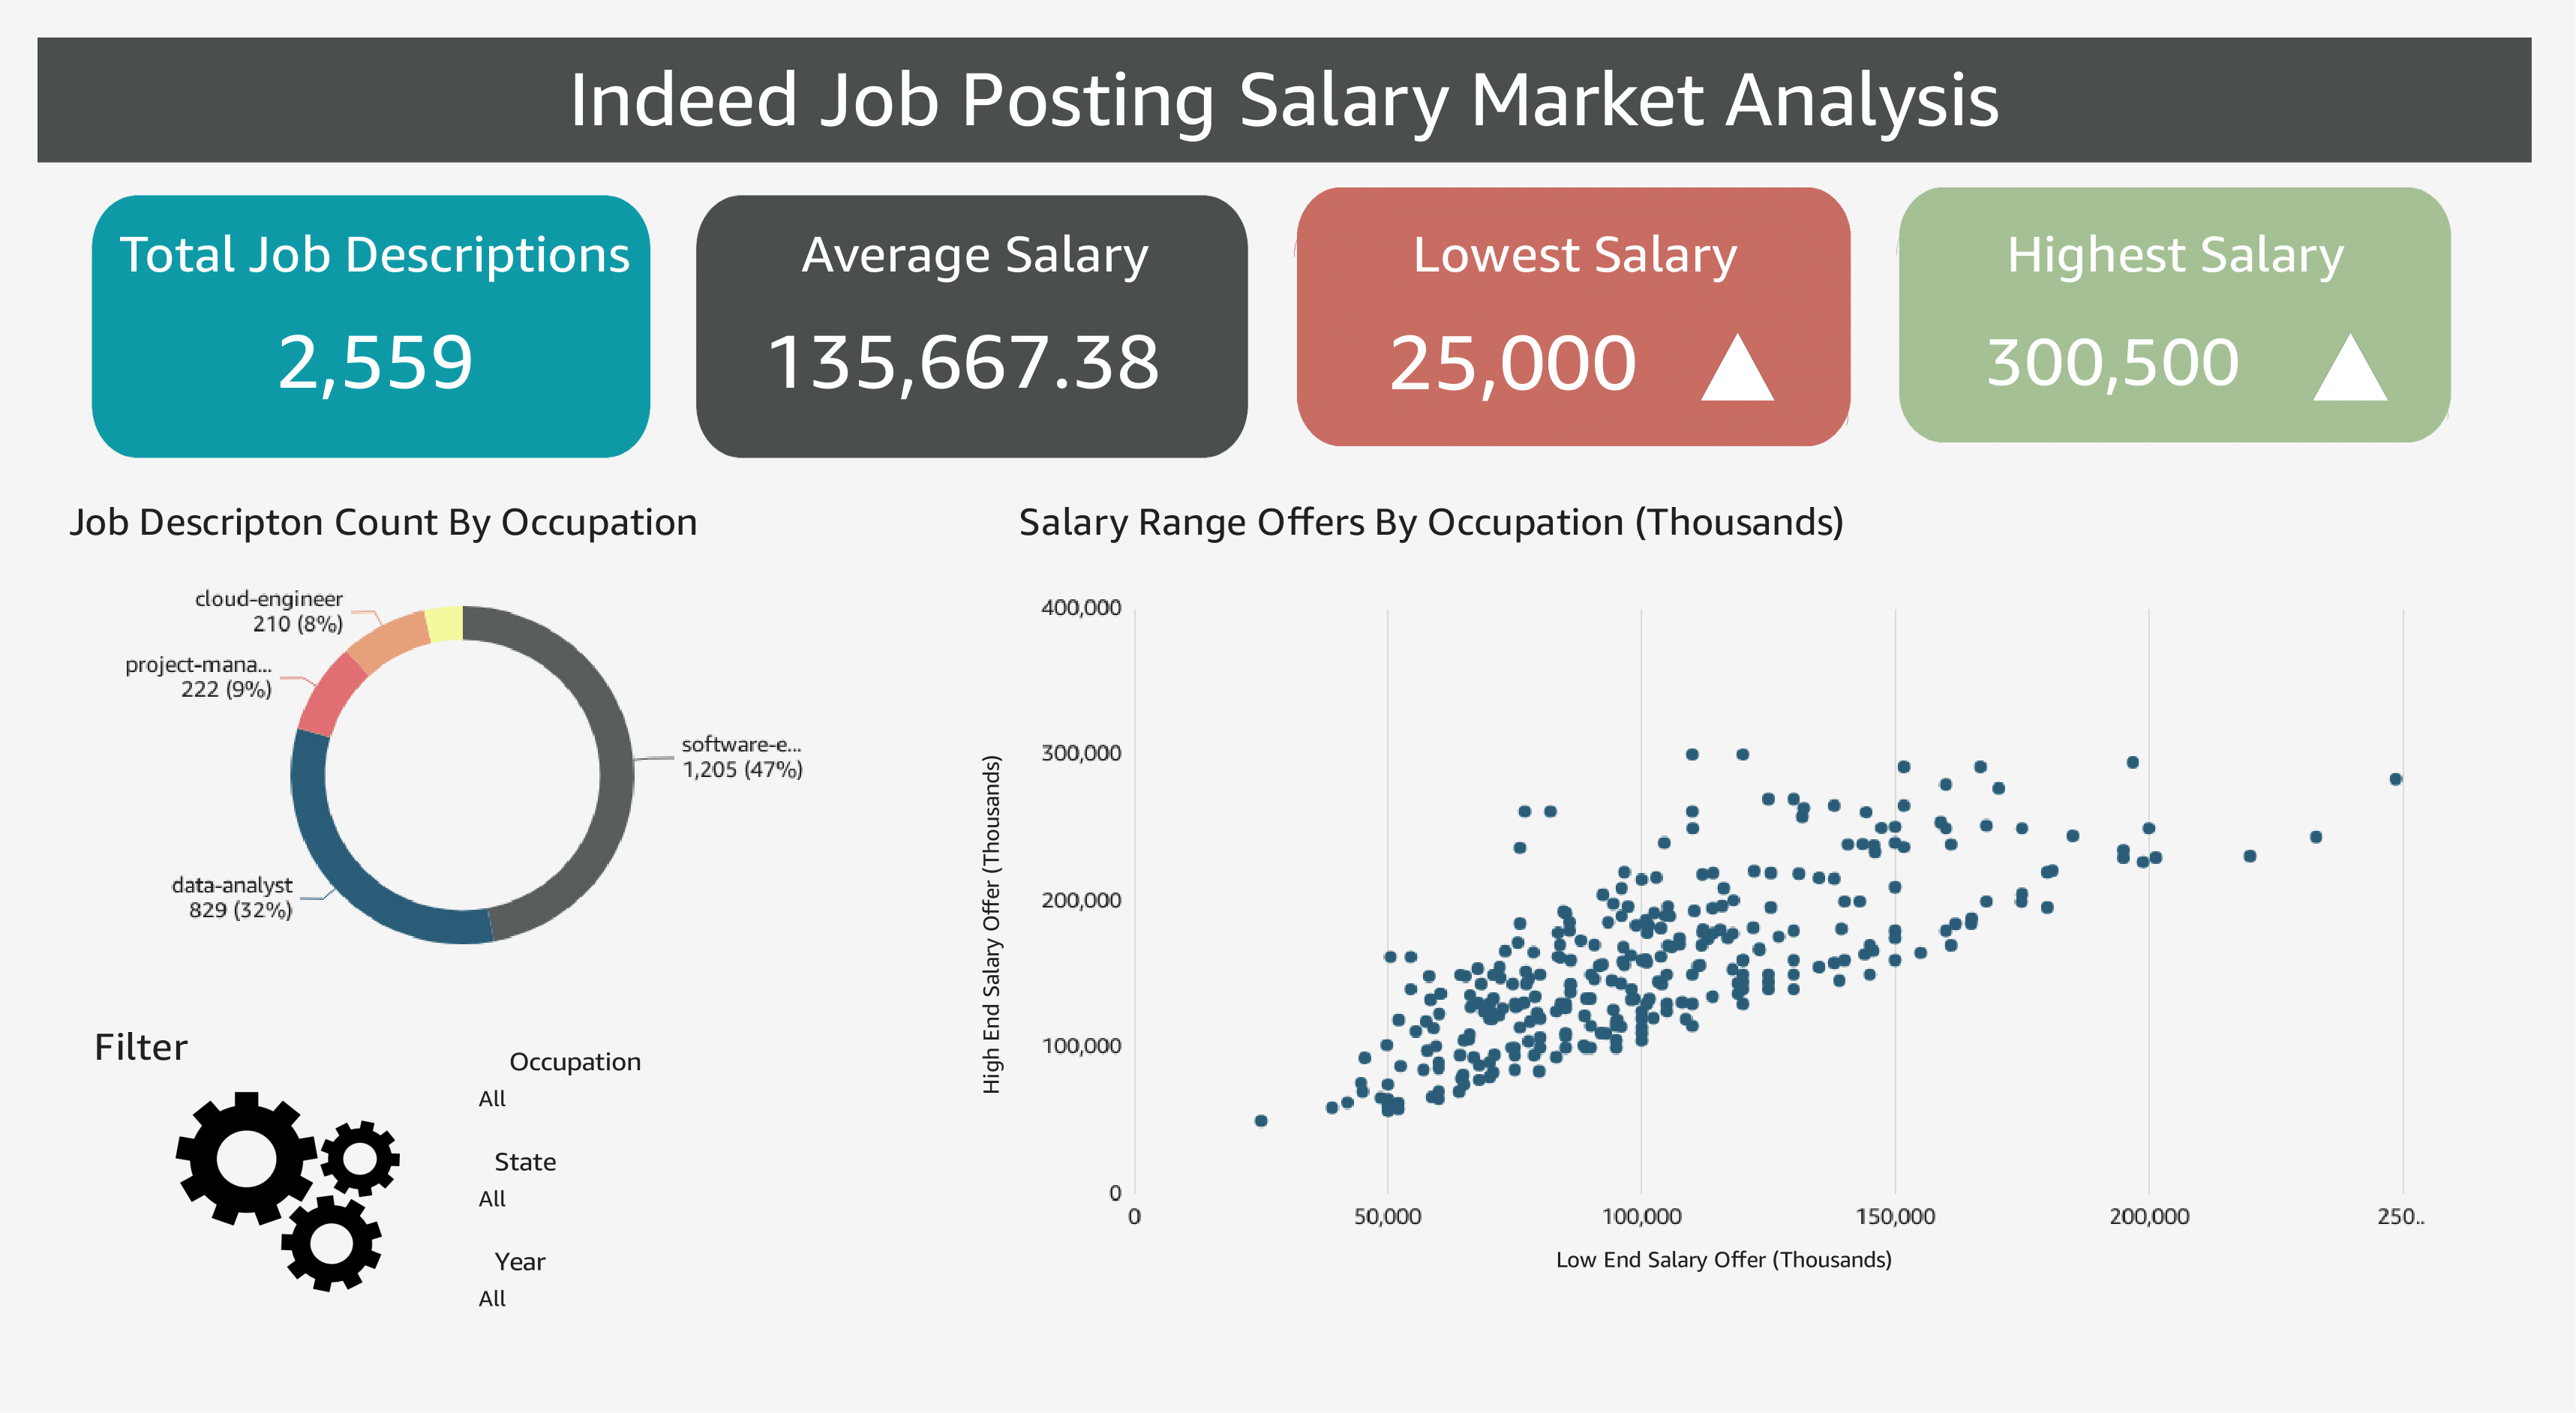 Indeed Job Posting Salary Market Analysis
Total Job Descriptions
2,559
Average Salary
135,667.38
Lowest Salary
25,000
Highest Salary
300,500
Job Descripton Count By Occupation
cloud-engineer
210 (8%)
project-mana...
222 (9%)
software-e...
1,205 (47%)
data-analyst
829 (32%)
Filter
Occupation
All
State
All
Year
All
Salary Range Offers By Occupation (Thousands)
High End Salary Offer (Thousands)
400,000
300,000
200,000
100,000
0
0 50,000 100,000 150,000 200,000 250..
Low End Salary Offer (Thousands)